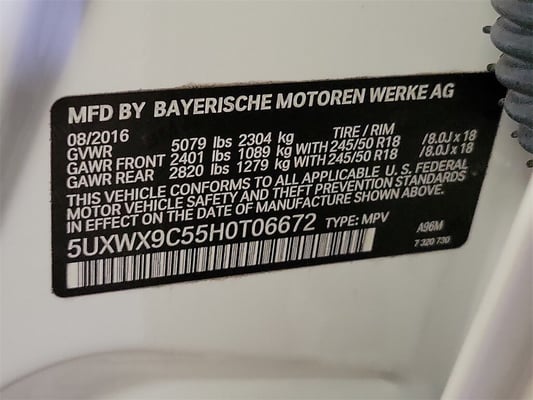 MFD BY BAYERISCHE MOTOREN WERKE AG
08/2016 TIRE / RIM
GVWR 5079 lbs 2304 kg
GAWR FRONT 2401 lbs 1089 kg WITH 245/50 R18 /8.0J x 18
GAWR REAR 2820 lbs 1279 kg WITH 245/50 R18 /8.0J x 18
THIS VEHICLE CONFORMS TO ALL APPLICABLE U. S. FEDERAL
MOTOR VEHICLE SAFETY AND THEFT PREVENTION STANDARDS
IN EFFECT ON THE DATE OF MANUFACTURE SHOWN ABOVE.
5UXWX9C55H0T06672 TYPE: MPV A96M
7 320 730